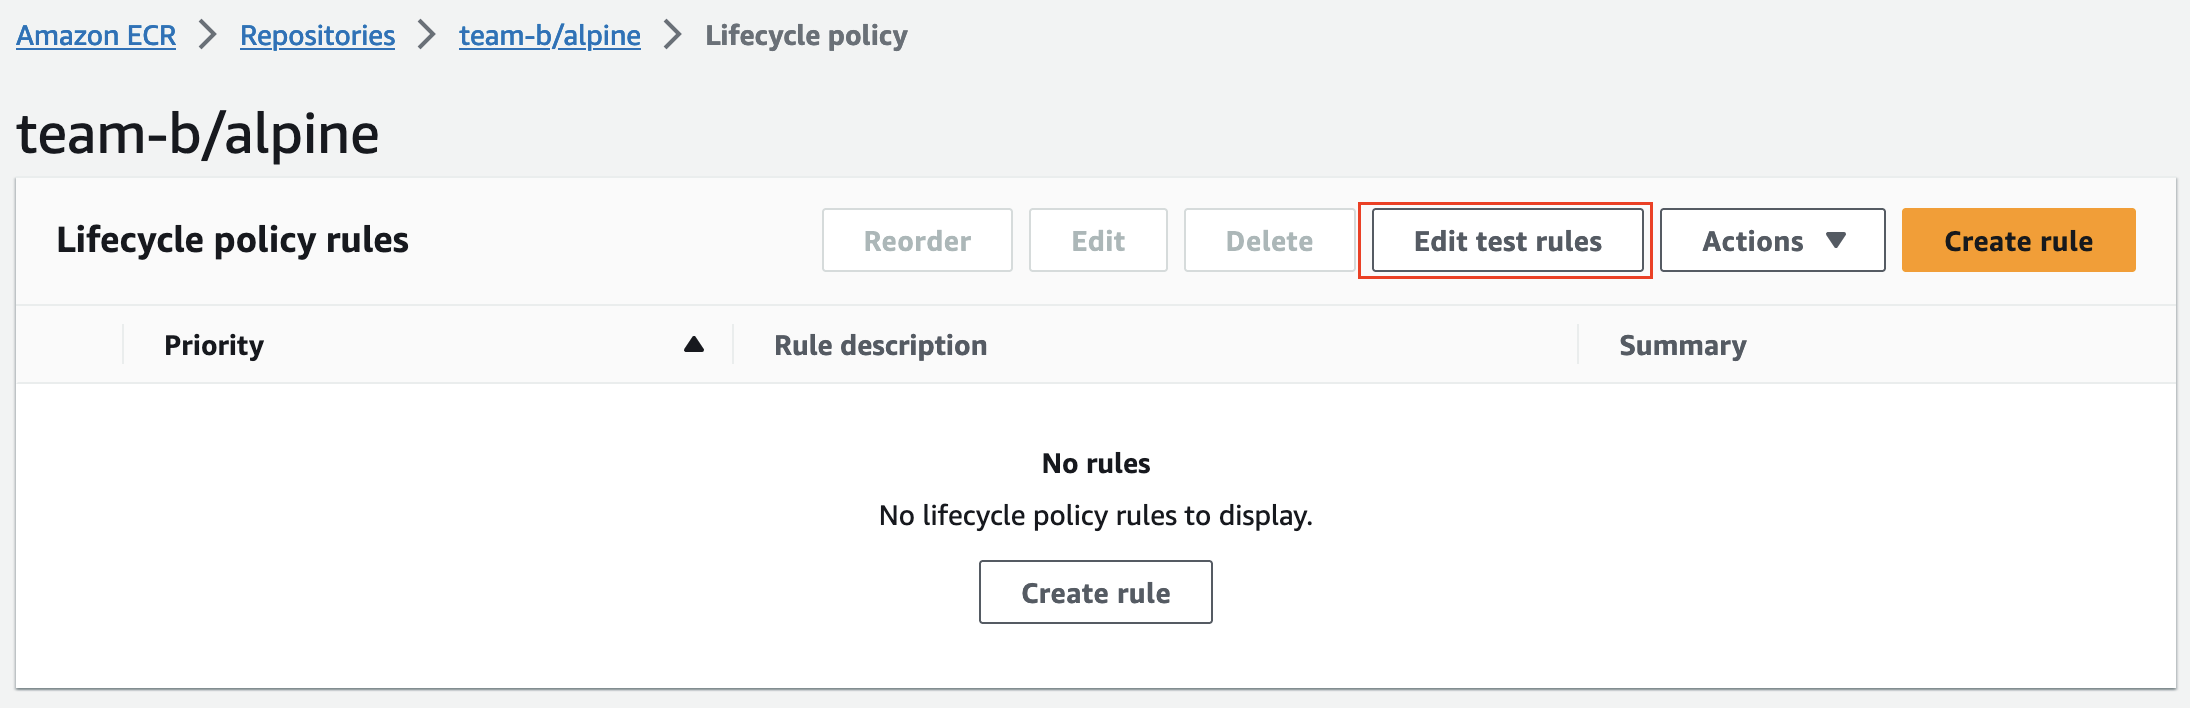 Amazon ECR > Repositories > team-b/alpine > Lifecycle policy
team-b/alpine
Lifecycle policy rules Reorder Edit Delete Edit test rules Actions ▼ Create rule
Priority ▲ Rule description Summary
No rules
No lifecycle policy rules to display.
Create rule